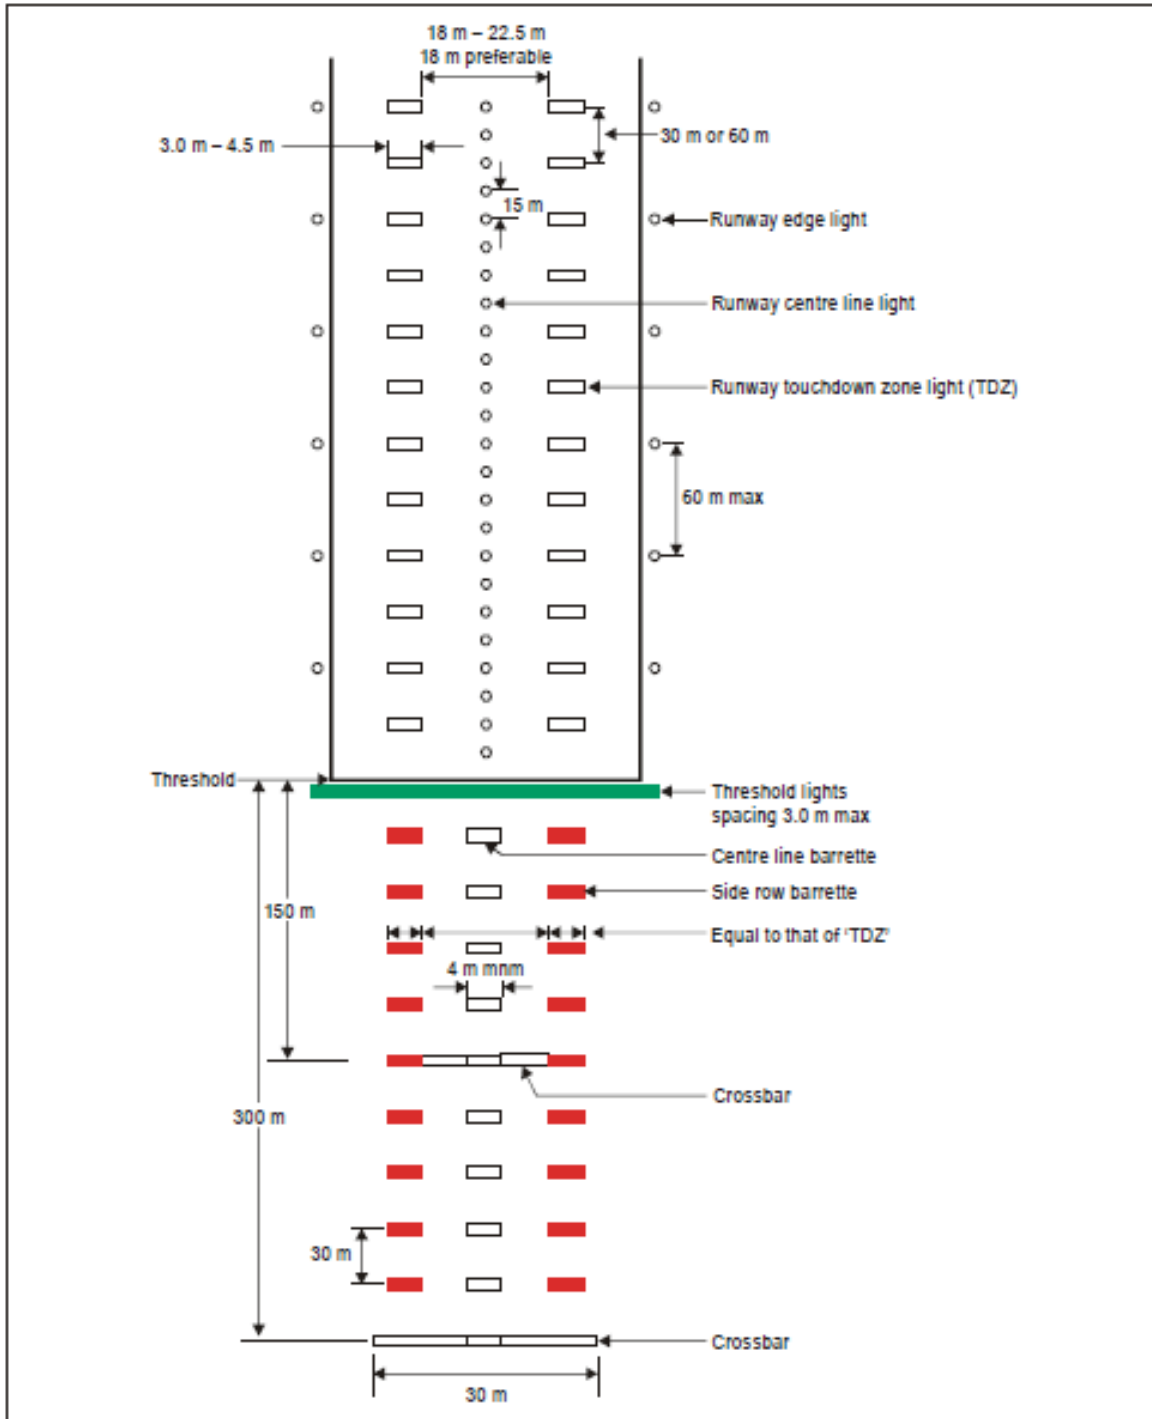 18 m – 22.5 m
18 m preferable
3.0 m – 4.5 m
30 m or 60 m
15 m
Runway edge light
Runway centre line light
Runway touchdown zone light (TDZ)
60 m max
Threshold
Threshold lights
spacing 3.0 m max
Centre line barrette
Side row barrette
150 m
Equal to that of ‘TDZ’
4 m mnm
Crossbar
300 m
30 m
Crossbar
30 m